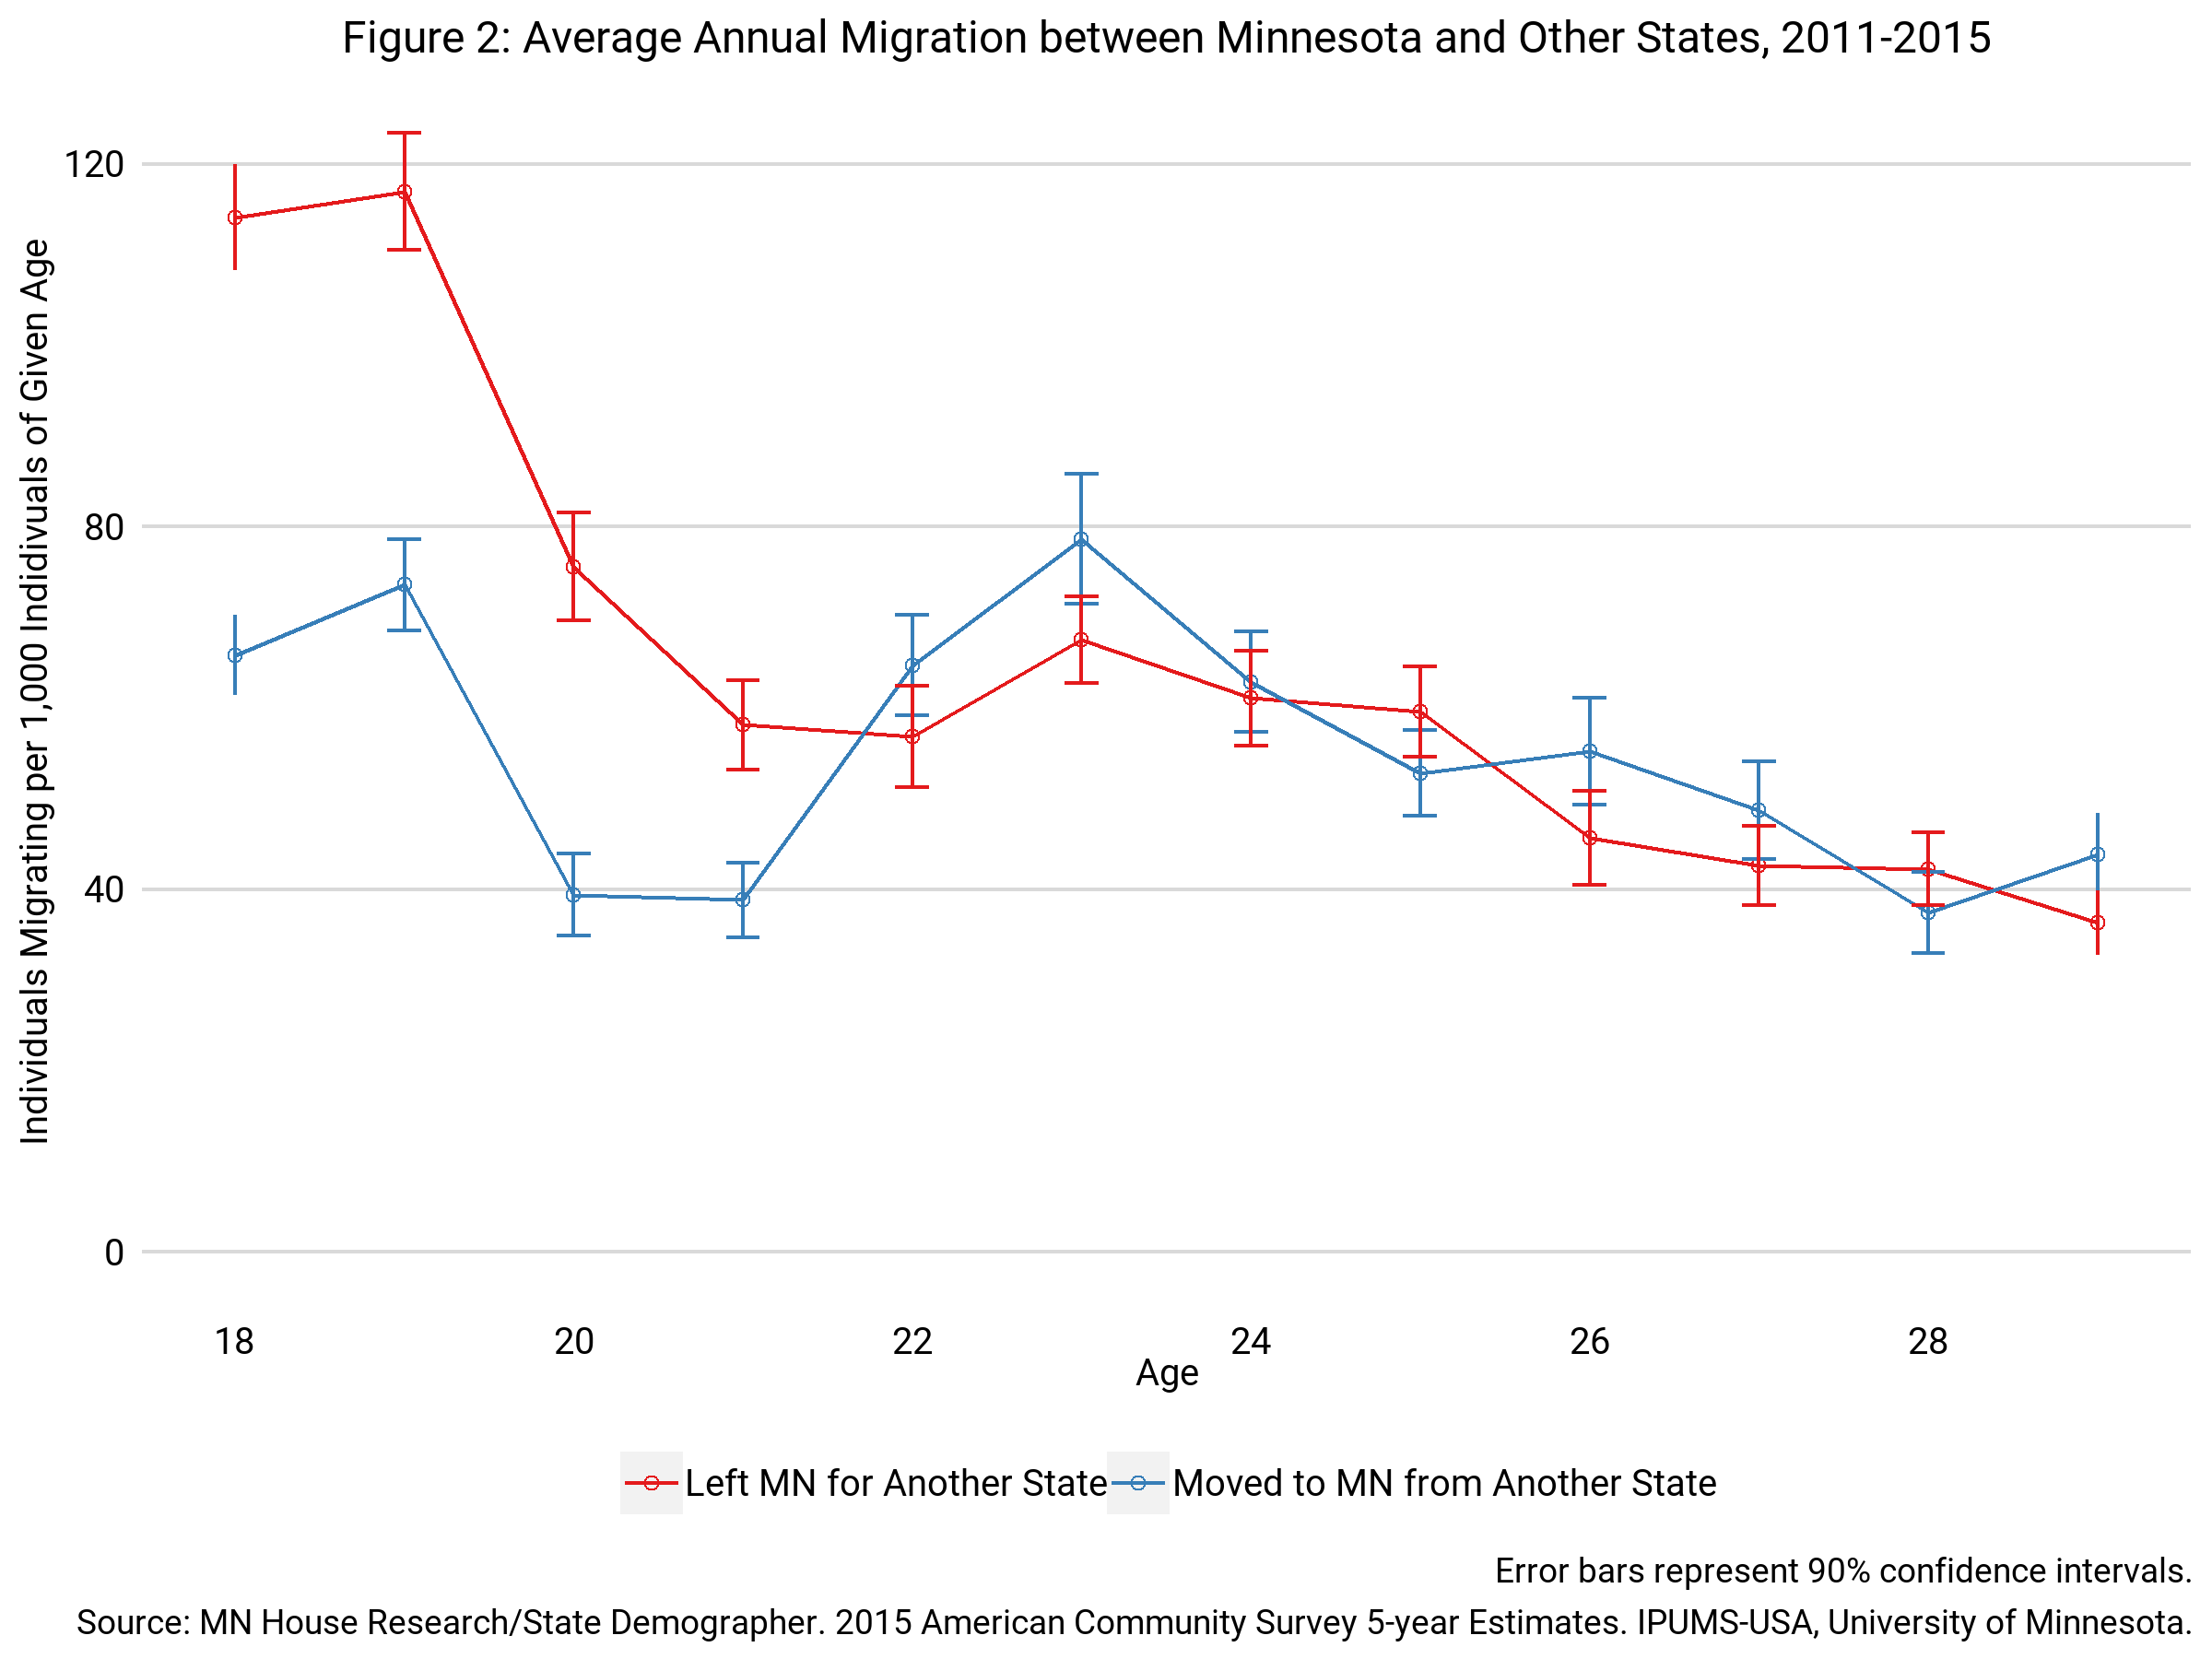 Figure 2: Average Annual Migration between Minnesota and Other States, 2011-2015
Individuals Migrating per 1,000 Indidivuals of Given Age
120
80
40
0
18 20 22 24 26 28
Age
Left MN for Another State Moved to MN from Another State
Error bars represent 90% confidence intervals.
Source: MN House Research/State Demographer. 2015 American Community Survey 5-year Estimates. IPUMS-USA, University of Minnesota.